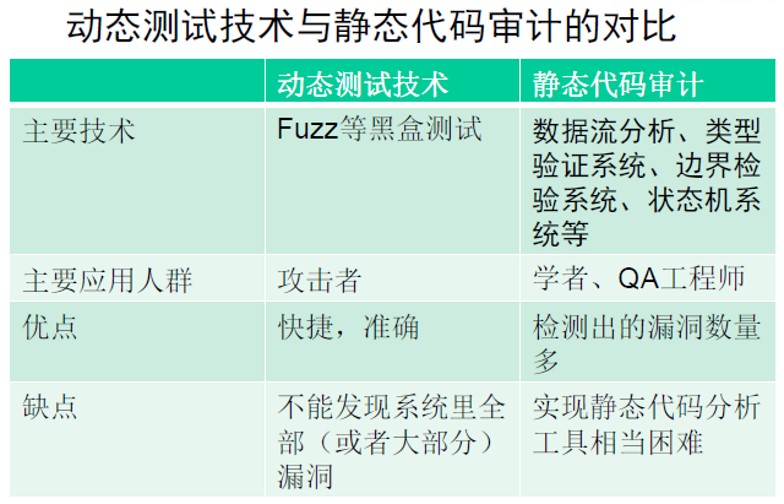 动态测试技术与静态代码审计的对比
动态测试技术
静态代码审计
主要技术
Fuzz等黑盒测试
数据流分析、类型
验证系统、边界检
验系统、状态机系
统等
主要应用人群
攻击者
学者、QA工程师
优点
快捷，准确
检测出的漏洞数量
多
缺点
不能发现系统里全
部（或者大部分）
漏洞
实现静态代码分析
工具相当困难